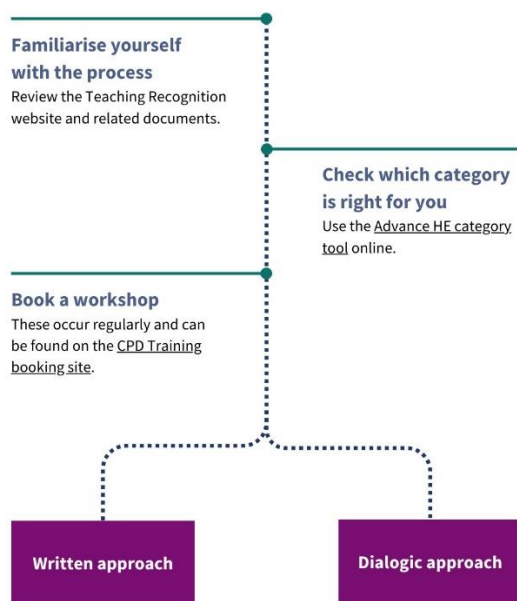 Familiarise yourself
with the process
Review the Teaching Recognition
website and related documents.
Check which category
is right for you
Use the Advance HE category
tool online.
Book a workshop
These occur regularly and can
be found on the CPD Training
booking site.
Written approach
Dialogic approach